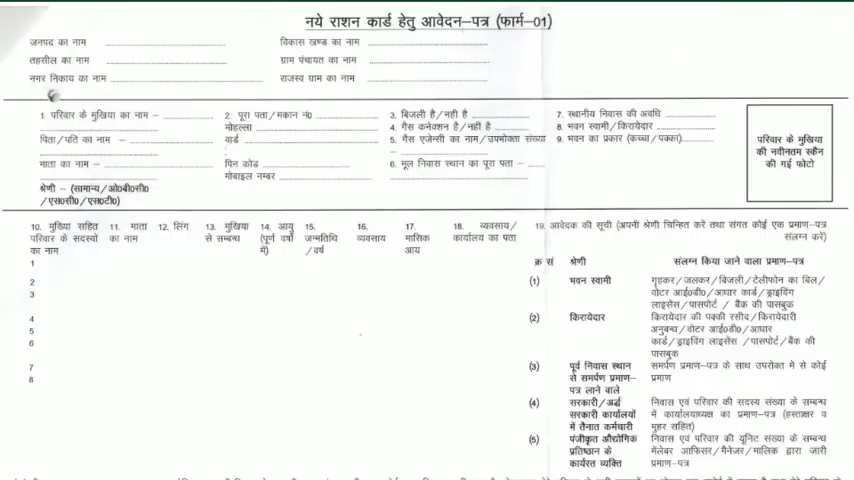 नये राशन कार्ड हेतु आवेदन–पत्र (फार्म–01)
जनपद का नाम
विकास खण्ड का नाम
तहसील का नाम
ग्राम पंचायत का नाम
नगर निकाय का नाम
राजस्व ग्राम का नाम
1. परिवार के मुखिया का नाम –
पिता/पति का नाम –
माता का नाम –
श्रेणी – (सामान्य/ओ0बी0सी0
/एस0सी0/एस0टी0)
2. पूरा पता/मकान नं0
मोहल्ला
वार्ड
पिन कोड
मोबाइल नम्बर
3. बिजली है/नही है
4. गैस कनेक्शन है/नहीं है
5. गैस एजेन्सी का नाम/उपभोक्ता संख्या
–
6. मूल निवास स्थान का पूरा पता –
7. स्थानीय निवास की अवधि
8. भवन स्वामी/किरायेदार
9. भवन का प्रकार (कच्चा/पक्का)
परिवार के मुखिया
की नवीनतम स्कैन
की गई फोटो
10. मुखिया सहित
परिवार के सदस्यों
का नाम
11. माता
का नाम
12. लिंग
13. मुखिया
से सम्बन्ध
14. आयु
(पूर्ण वर्षों
में)
15.
जन्मतिथि
/वर्ष
16.
व्यवसाय
17.
मासिक
आय
18. व्यवसाय/
कार्यालय का पता
1
2
3
4
5
6
7
8
19. आवेदक की सूची (अपनी श्रेणी चिन्हित करें तथा संगत कोई एक प्रमाण–पत्र
संलग्न करें)
क्र सं श्रेणी संलग्न किया जाने वाला प्रमाण–पत्र
(1) भवन स्वामी गृहकर/जलकर/बिजली/टेलीफोन का बिल/
वोटर आई0डी0/आधार कार्ड/ड्राइविंग
लाइसेंस/पासपोर्ट / बैंक की पासबुक
(2) किरायेदार किरायेदार की पक्की रसीद/किरायेदारी
अनुबन्ध/वोटर आई0डी0/आधार
कार्ड/ड्राइविंग लाइसेंस /पासपोर्ट/बैंक की
पासबुक
(3) पूर्व निवास स्थान समर्पण प्रमाण–पत्र के साथ उपरोक्त में से कोई
से समर्पण प्रमाण– प्रमाण
पत्र लाने वाले
(4) सरकारी/अर्द्ध निवास एवं परिवार की सदस्य संख्या के सम्बन्ध
सरकारी कार्यालयों में कार्यालयाध्यक्ष का प्रमाण–पत्र (हस्ताक्षर व
में तैनात कर्मचारी मुहर सहित)
(5) पंजीकृत औद्योगिक निवास एवं परिवार की यूनिट संख्या के सम्बन्ध
प्रतिष्ठान के मेंलेबर आफिसर/मैनेजर/मालिक द्वारा जारी
कार्यरत व्यक्ति प्रमाण–पत्र